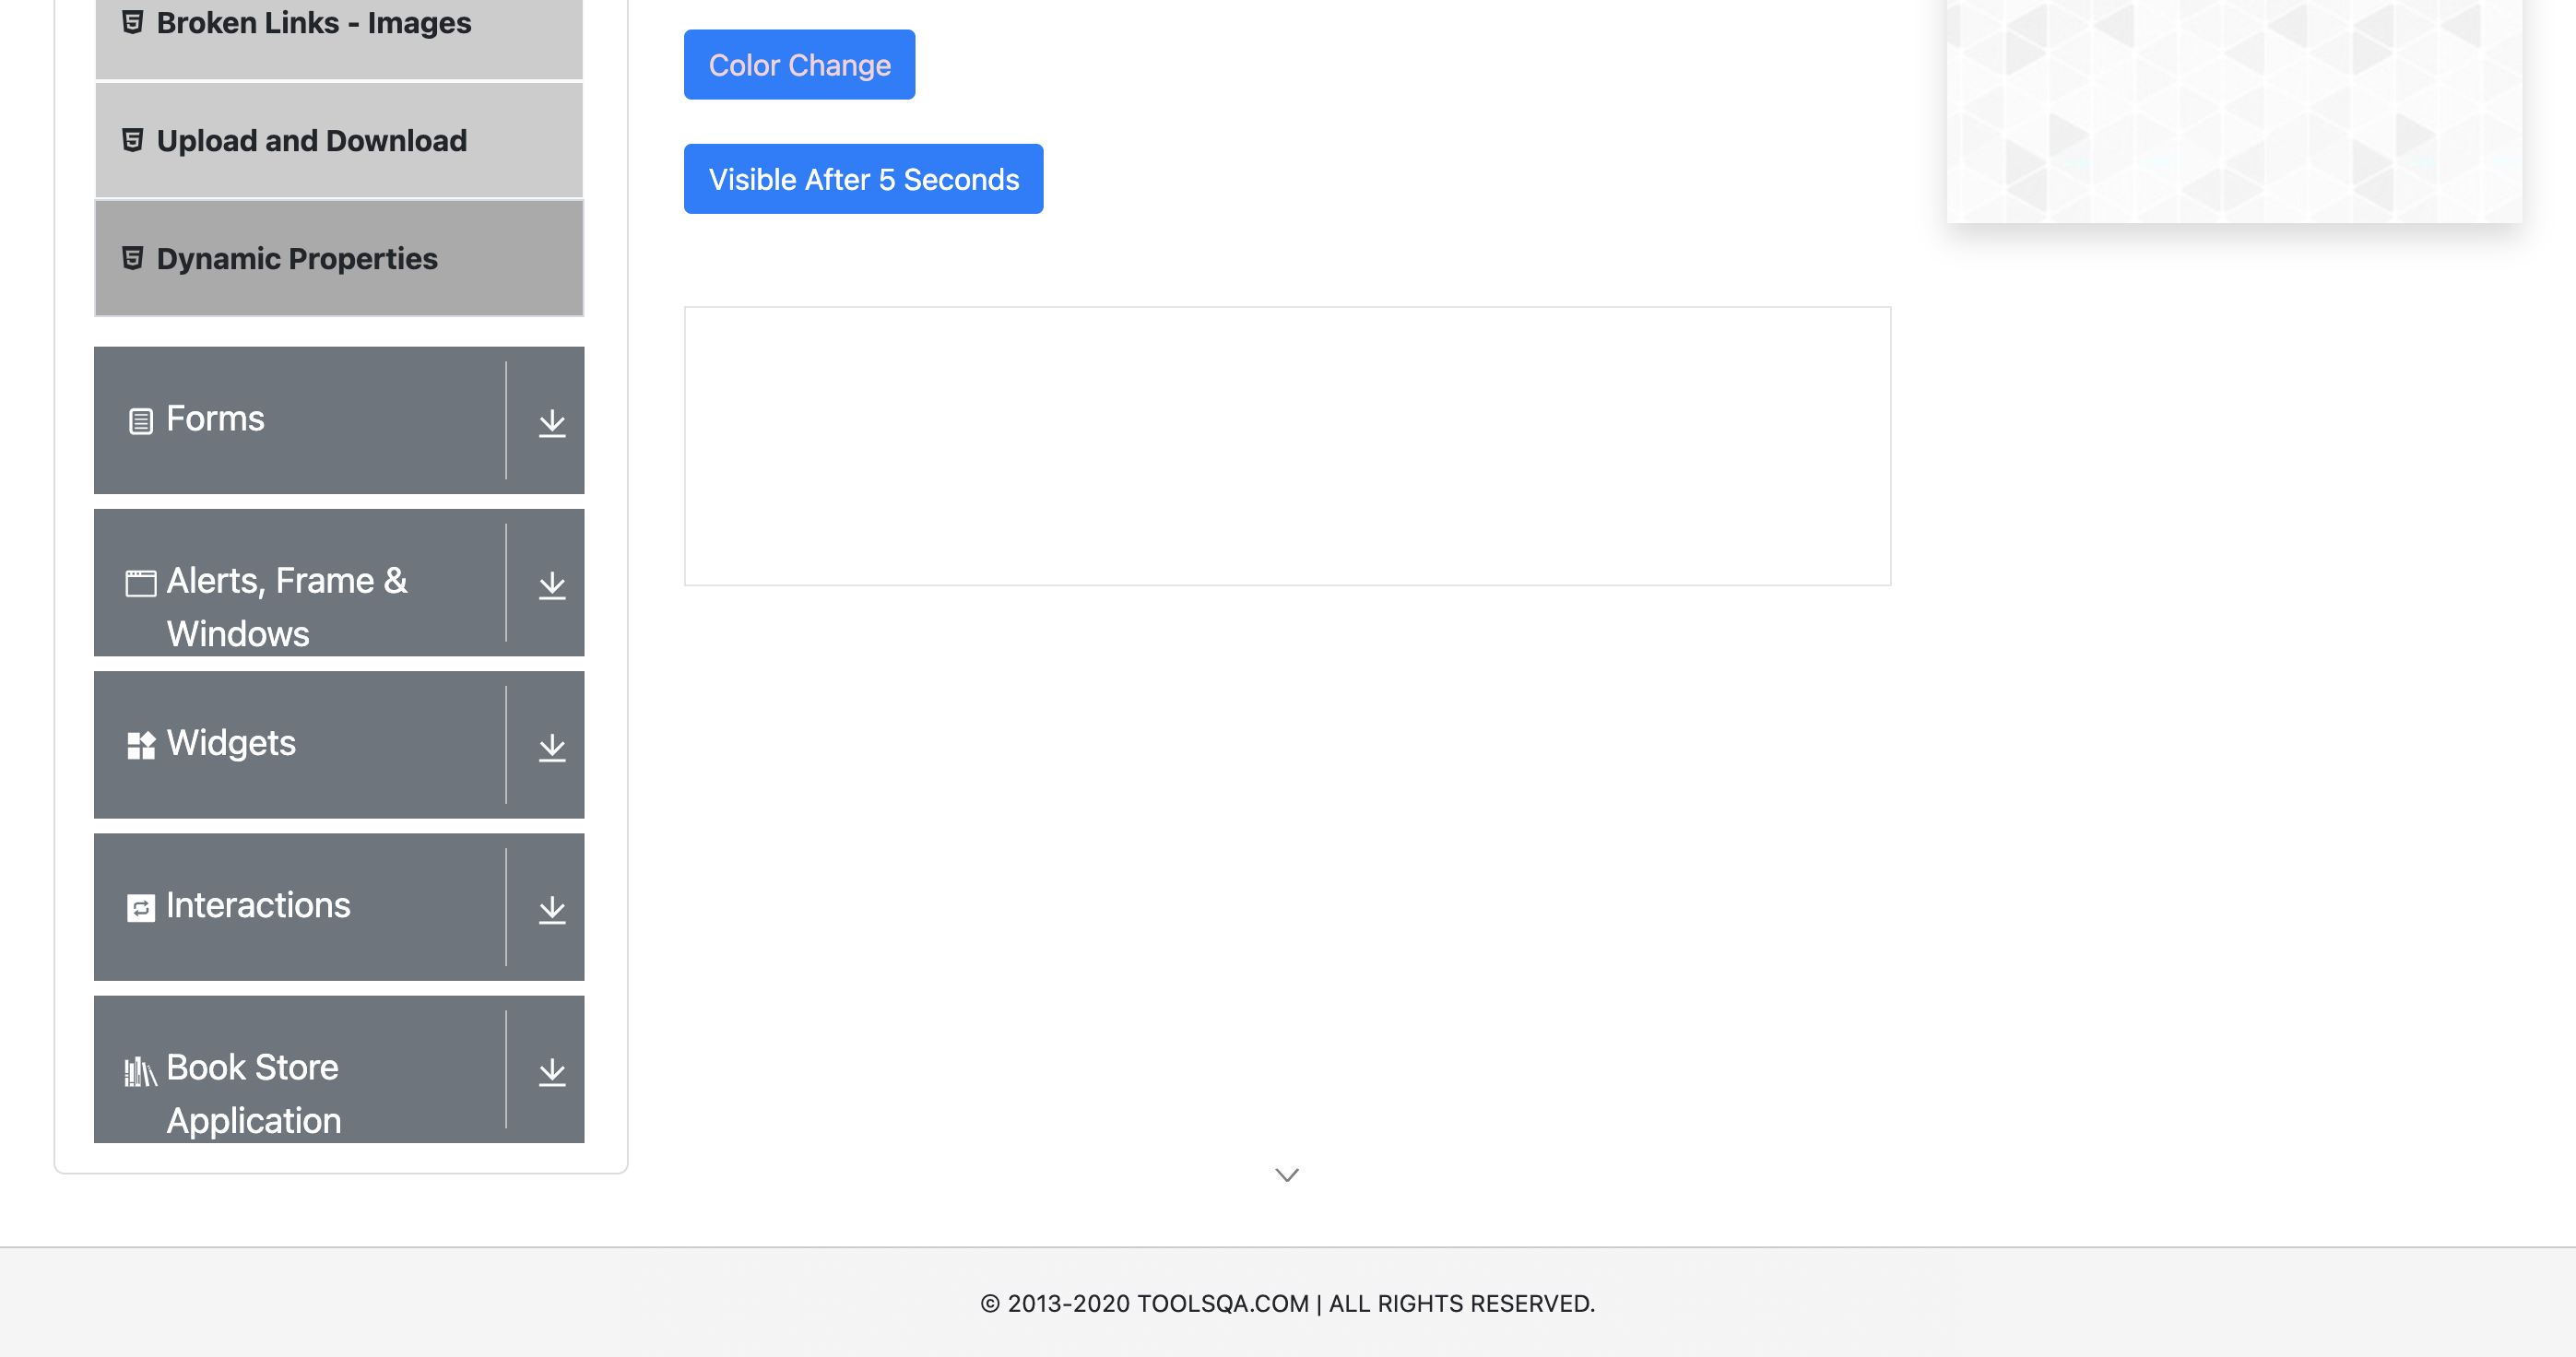 Broken Links - Images
Upload and Download
Dynamic Properties
Forms
Alerts, Frame &
Windows
Widgets
Interactions
Book Store
Application
Color Change
Visible After 5 Seconds
© 2013-2020 TOOLSQA.COM | ALL RIGHTS RESERVED.